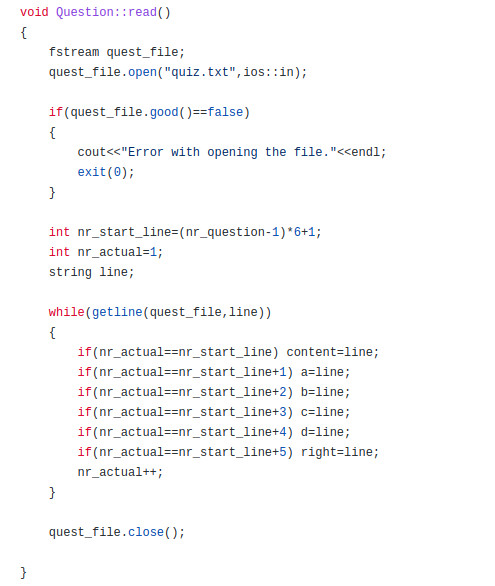 void Question::read()
{
    fstream quest_file;
    quest_file.open("quiz.txt",ios::in);

    if(quest_file.good()==false)
    {
        cout<<"Error with opening the file."<<endl;
        exit(0);
    }

    int nr_start_line=(nr_question-1)*6+1;
    int nr_actual=1;
    string line;

    while(getline(quest_file,line))
    {
        if(nr_actual==nr_start_line) content=line;
        if(nr_actual==nr_start_line+1) a=line;
        if(nr_actual==nr_start_line+2) b=line;
        if(nr_actual==nr_start_line+3) c=line;
        if(nr_actual==nr_start_line+4) d=line;
        if(nr_actual==nr_start_line+5) right=line;
        nr_actual++;
    }

    quest_file.close();

}